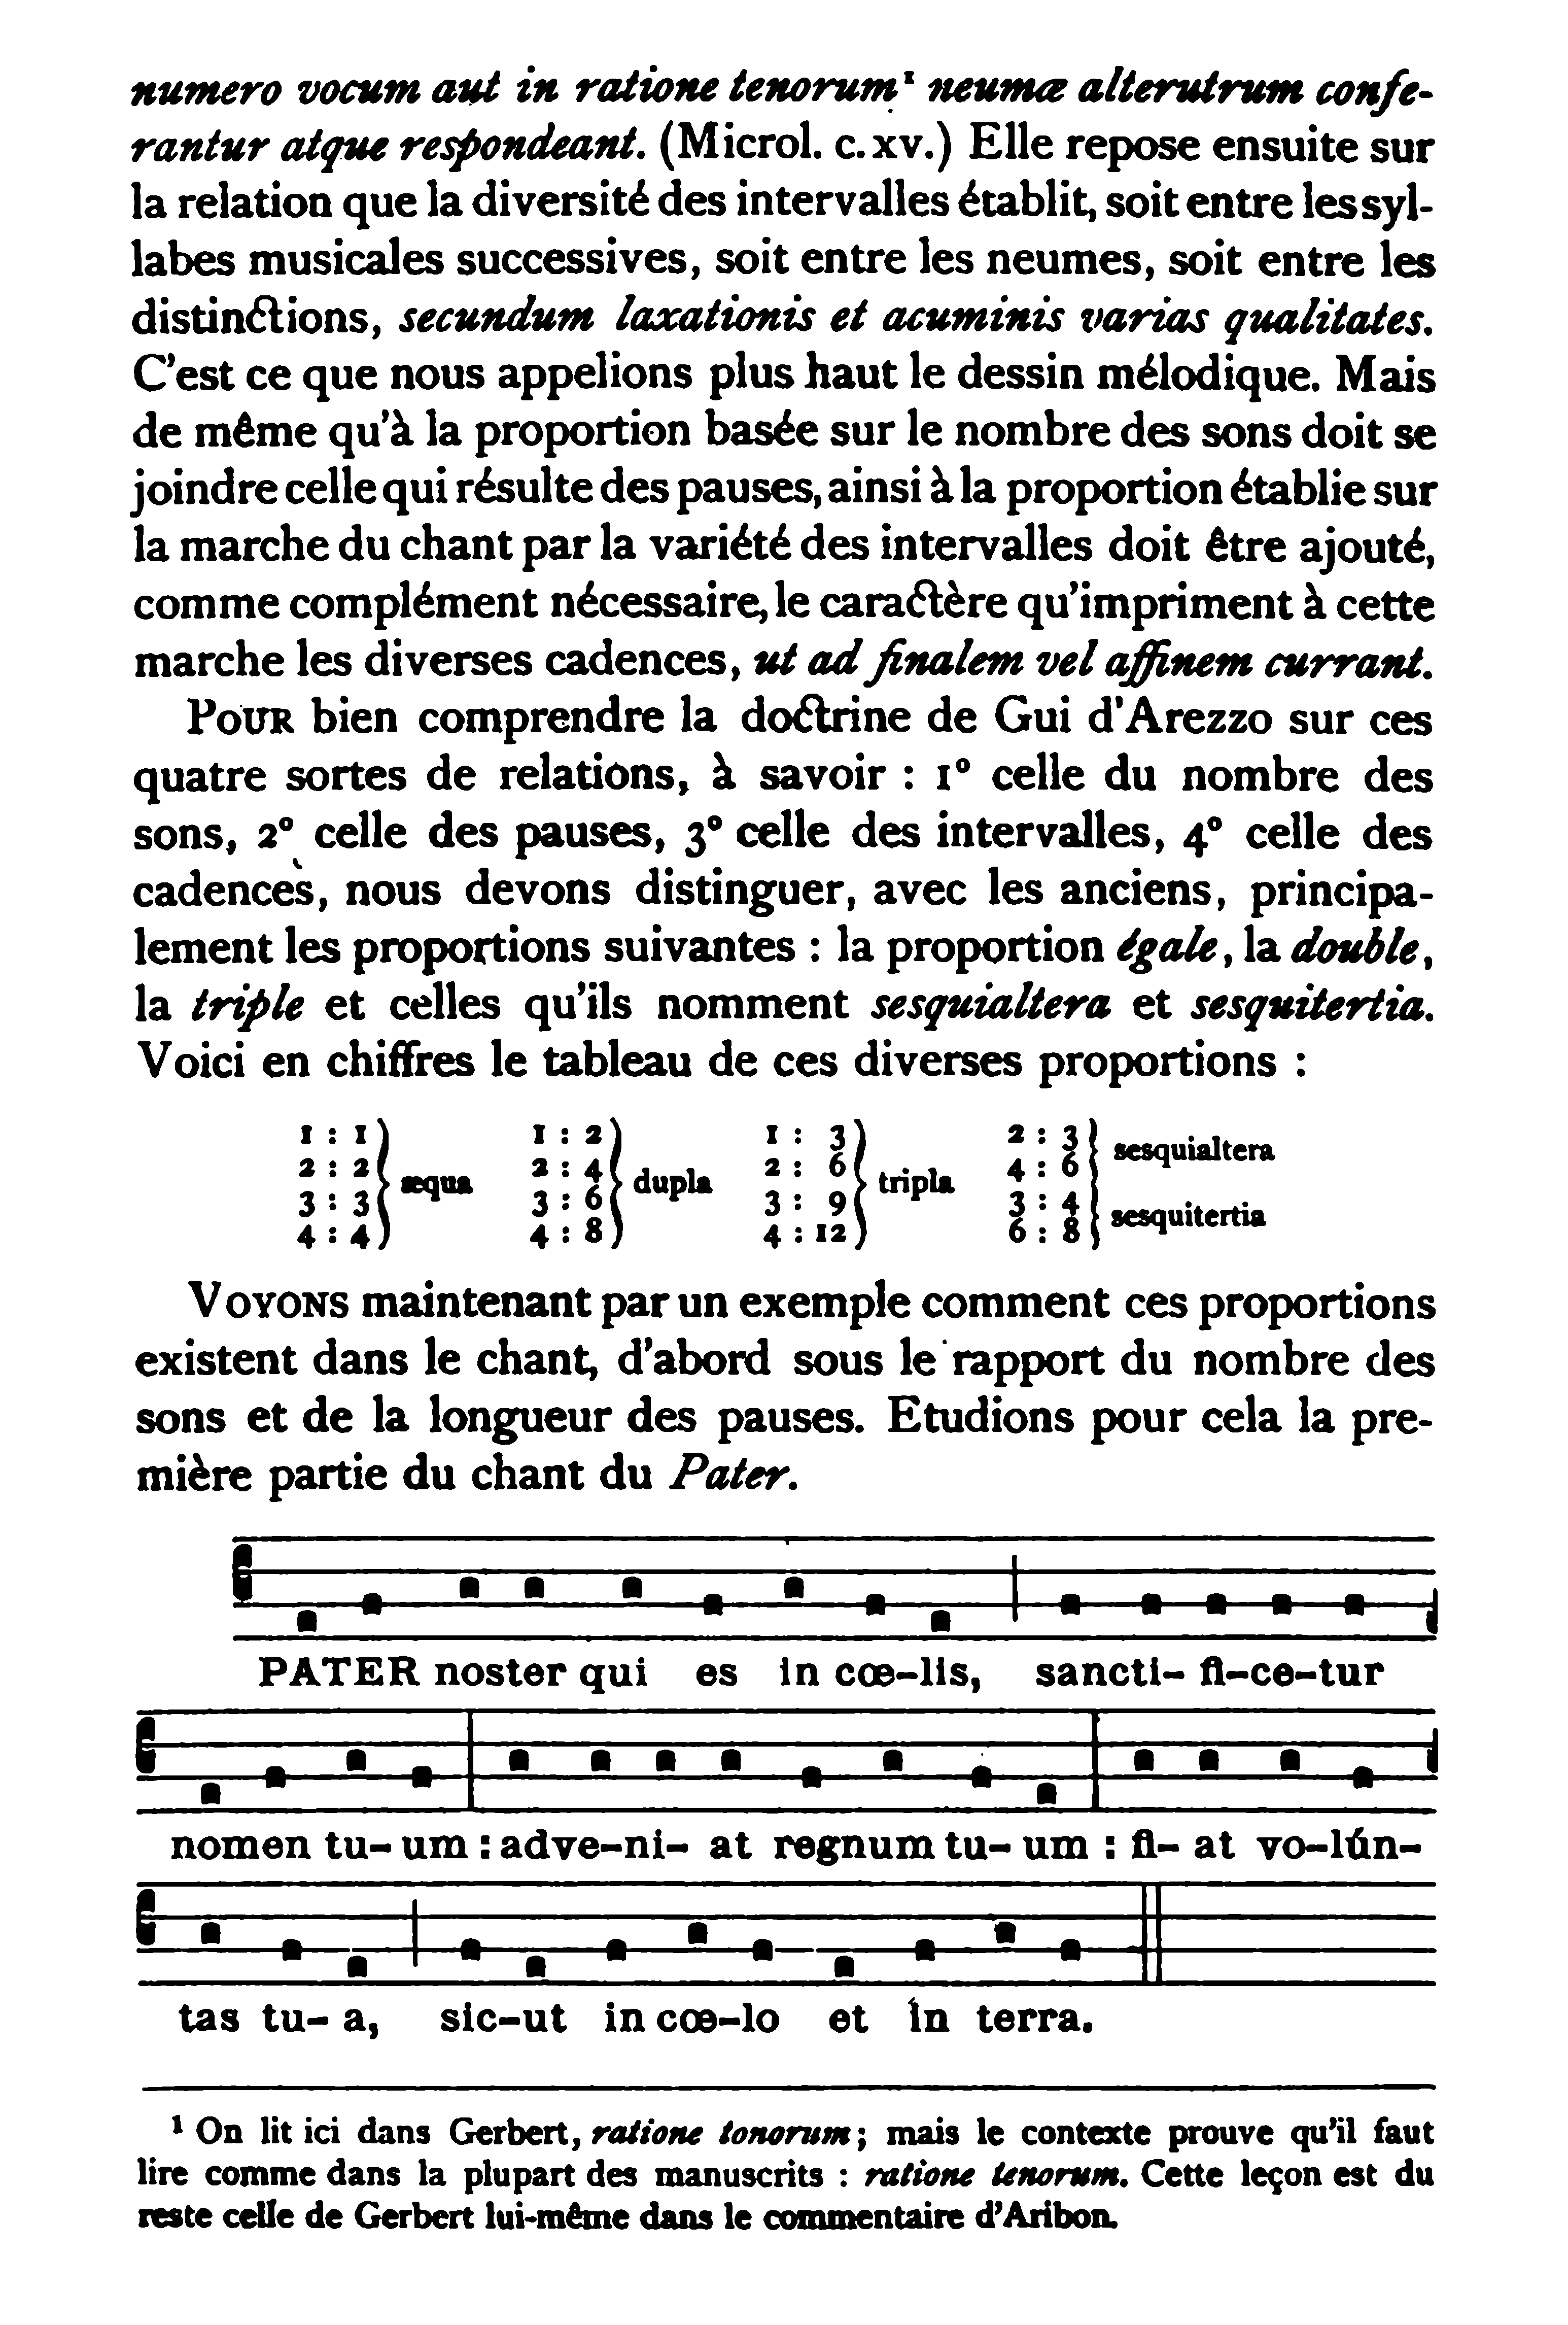 numero vocum aut in ratione tenorum¹ neumæ alterutrum confe-
rantur atque respondeant. (Microl. c. xv.) Elle repose ensuite sur
la relation que la diversité des intervalles établit, soit entre les syl-
labes musicales successives, soit entre les neumes, soit entre les
distinctions, secundum laxationis et acuminis varias qualitates.
C'est ce que nous appelions plus haut le dessin mélodique. Mais
de même qu'à la proportion basée sur le nombre des sons doit se
joindre celle qui résulte des pauses, ainsi à la proportion établie sur
la marche du chant par la variété des intervalles doit être ajouté,
comme complément nécessaire, le caractère qu'impriment à cette
marche les diverses cadences, ut ad finalem vel affinem currant.
POUR bien comprendre la doctrine de Gui d'Arezzo sur ces
quatre sortes de relations, à savoir : 1º celle du nombre des
sons, 2º celle des pauses, 3º celle des intervalles, 4º celle des
cadences, nous devons distinguer, avec les anciens, principa-
lement les proportions suivantes : la proportion égale, la double,
la triple et celles qu'ils nomment sesquialtera et sesquitertia.
Voici en chiffres le tableau de ces diverses proportions :
1 : 1
2 : 2
3 : 3
4 : 4
æqua
1 : 2
2 : 4
3 : 6
4 : 8
dupla
1 : 3
2 : 6
3 : 9
4 : 12
tripla
2 : 3
4 : 6
sesquialtera
3 : 4
6 : 8
sesquitertia
VOYONS maintenant par un exemple comment ces proportions
existent dans le chant, d'abord sous le rapport du nombre des
sons et de la longueur des pauses. Etudions pour cela la pre-
mière partie du chant du Pater.
PATER noster qui es in cœ-lis, sancti- fi-ce-tur
nomen tu- um : adve-ni- at regnum tu- um : fi- at vo-lún-
tas tu- a, sic-ut in cœ-lo et in terra.
¹ On lit ici dans Gerbert, ratione tonorum; mais le contexte prouve qu'il faut
lire comme dans la plupart des manuscrits : ratione tenorum. Cette leçon est du
reste celle de Gerbert lui-même dans le commentaire d'Aribon.